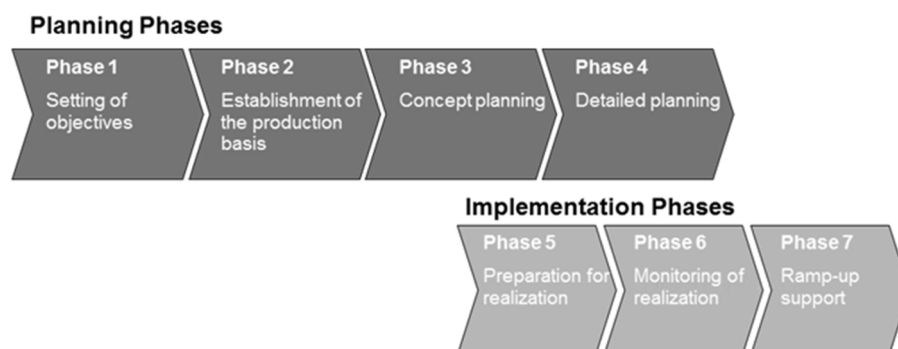 Planning Phases
Phase 1
Setting of
objectives
Phase 2
Establishment of
the production
basis
Phase 3
Concept planning
Phase 4
Detailed planning
Implementation Phases
Phase 5
Preparation for
realization
Phase 6
Monitoring of
realization
Phase 7
Ramp-up
support